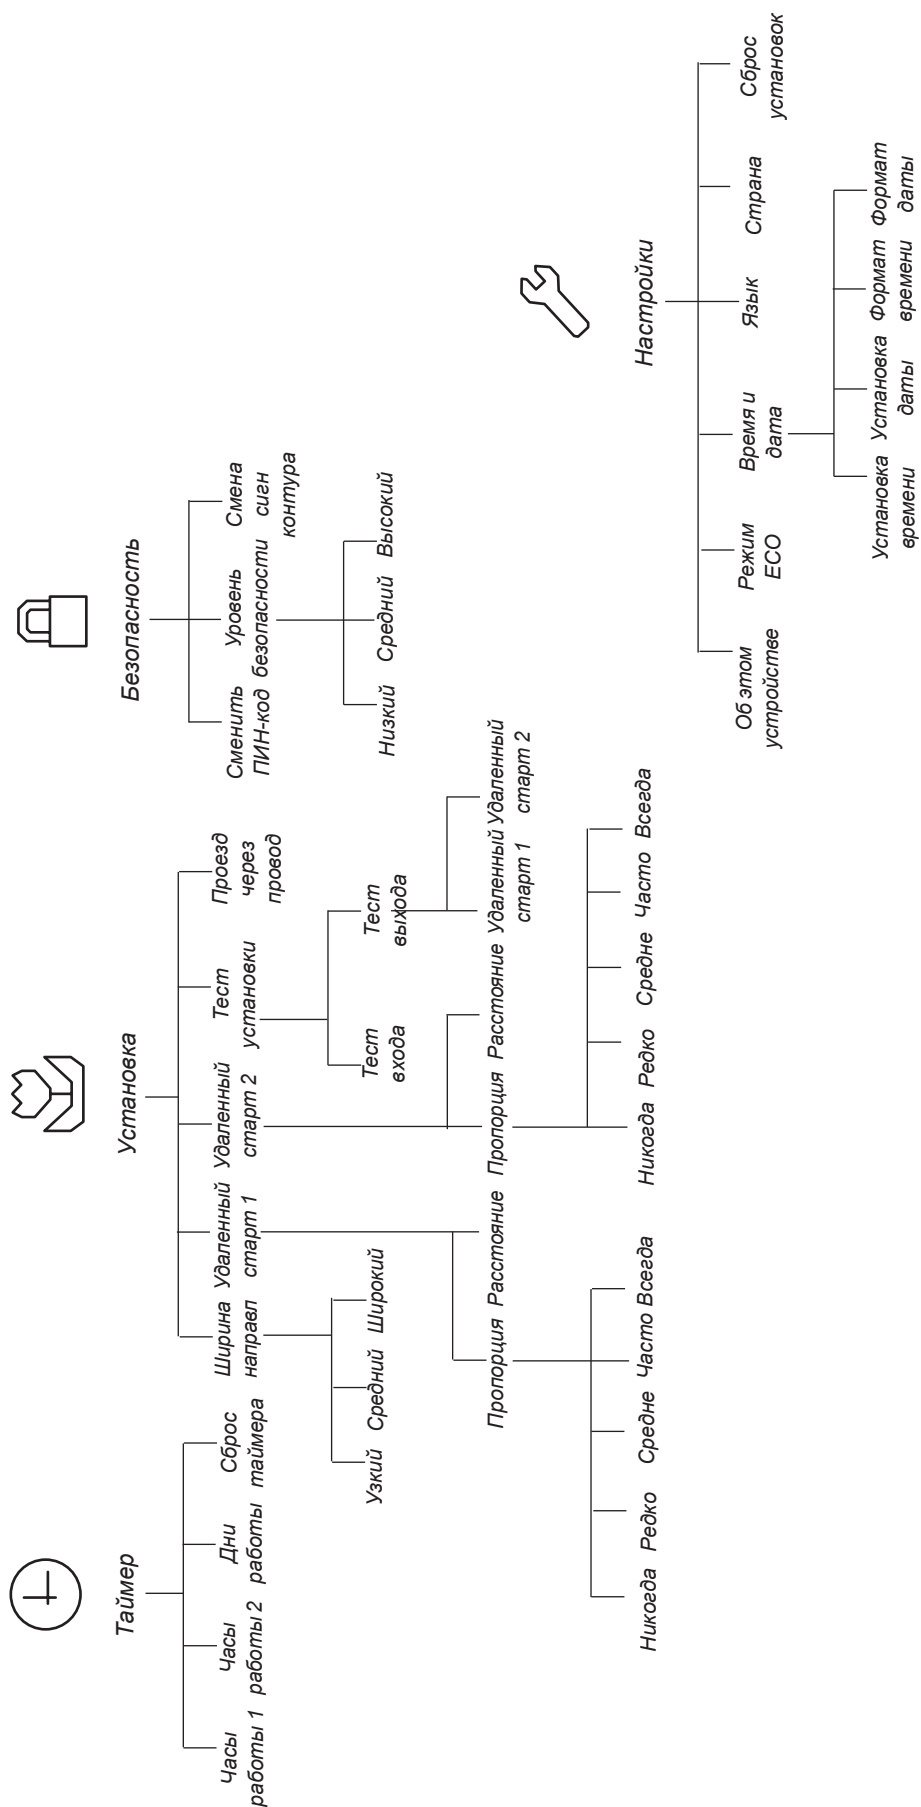 Таймер
Часы
работы 1
Часы
работы 2
Дни
работы
Сброс
таймера
Установка
Ширина
направл
Узкий
Средний
Широкий
Удаленный
старт 1
Пропорция
Никогда
Редко
Средне
Часто
Всегда
Расстояние
Удаленный
старт 2
Пропорция
Никогда
Редко
Средне
Часто
Всегда
Расстояние
Тест
установки
Тест
входа
Тест
выхода
Удаленный
старт 1
Удаленный
старт 2
Проезд
через
провод
Безопасность
Сменить
ПИН-код
Уровень
безопасности
Низкий
Средний
Высокий
Смена
сигн
контура
Настройки
Об этом
устройстве
Режим
ECO
Время и
дата
Установка
времени
Установка
даты
Формат
времени
Формат
даты
Язык
Страна
Сброс
установок